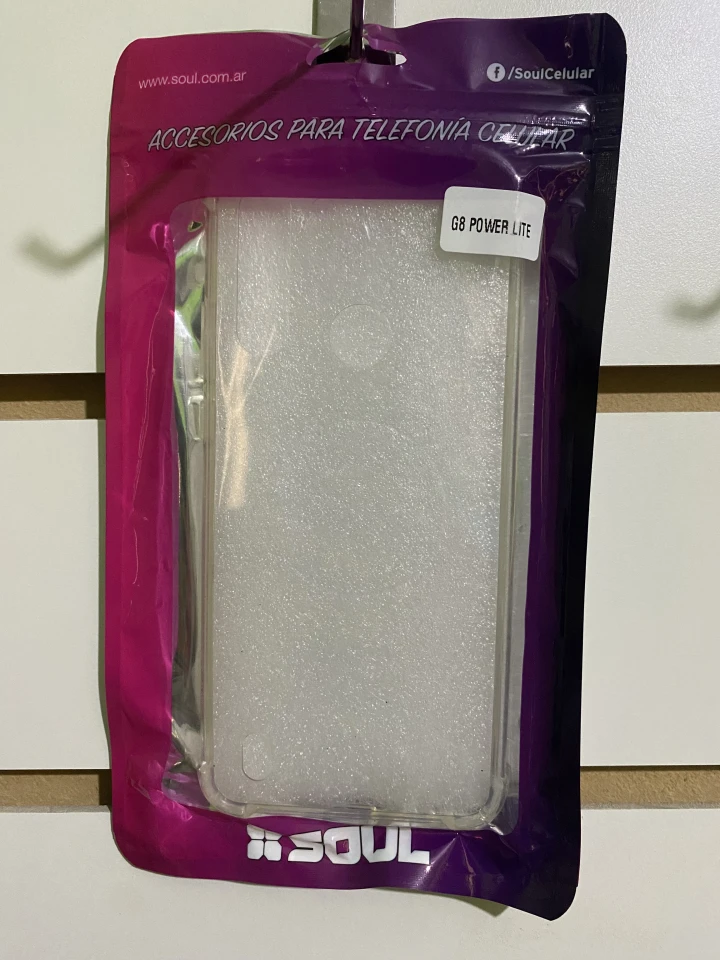 www.soul.com.ar
f/SoulCelular
ACCESORIOS PARA TELEFONÍA CELULAR
G8 POWER LITE
SOUL